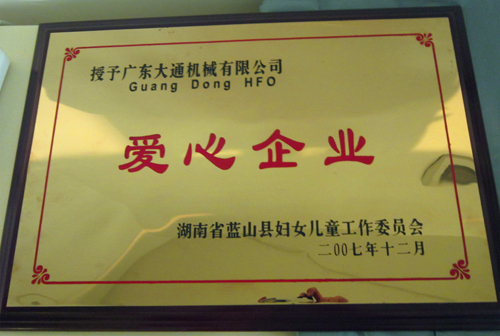 授予广东大通机械有限公司
Guang Dong HFO
爱心企业
湖南省蓝山县妇女儿童工作委员会
二00七年十二月